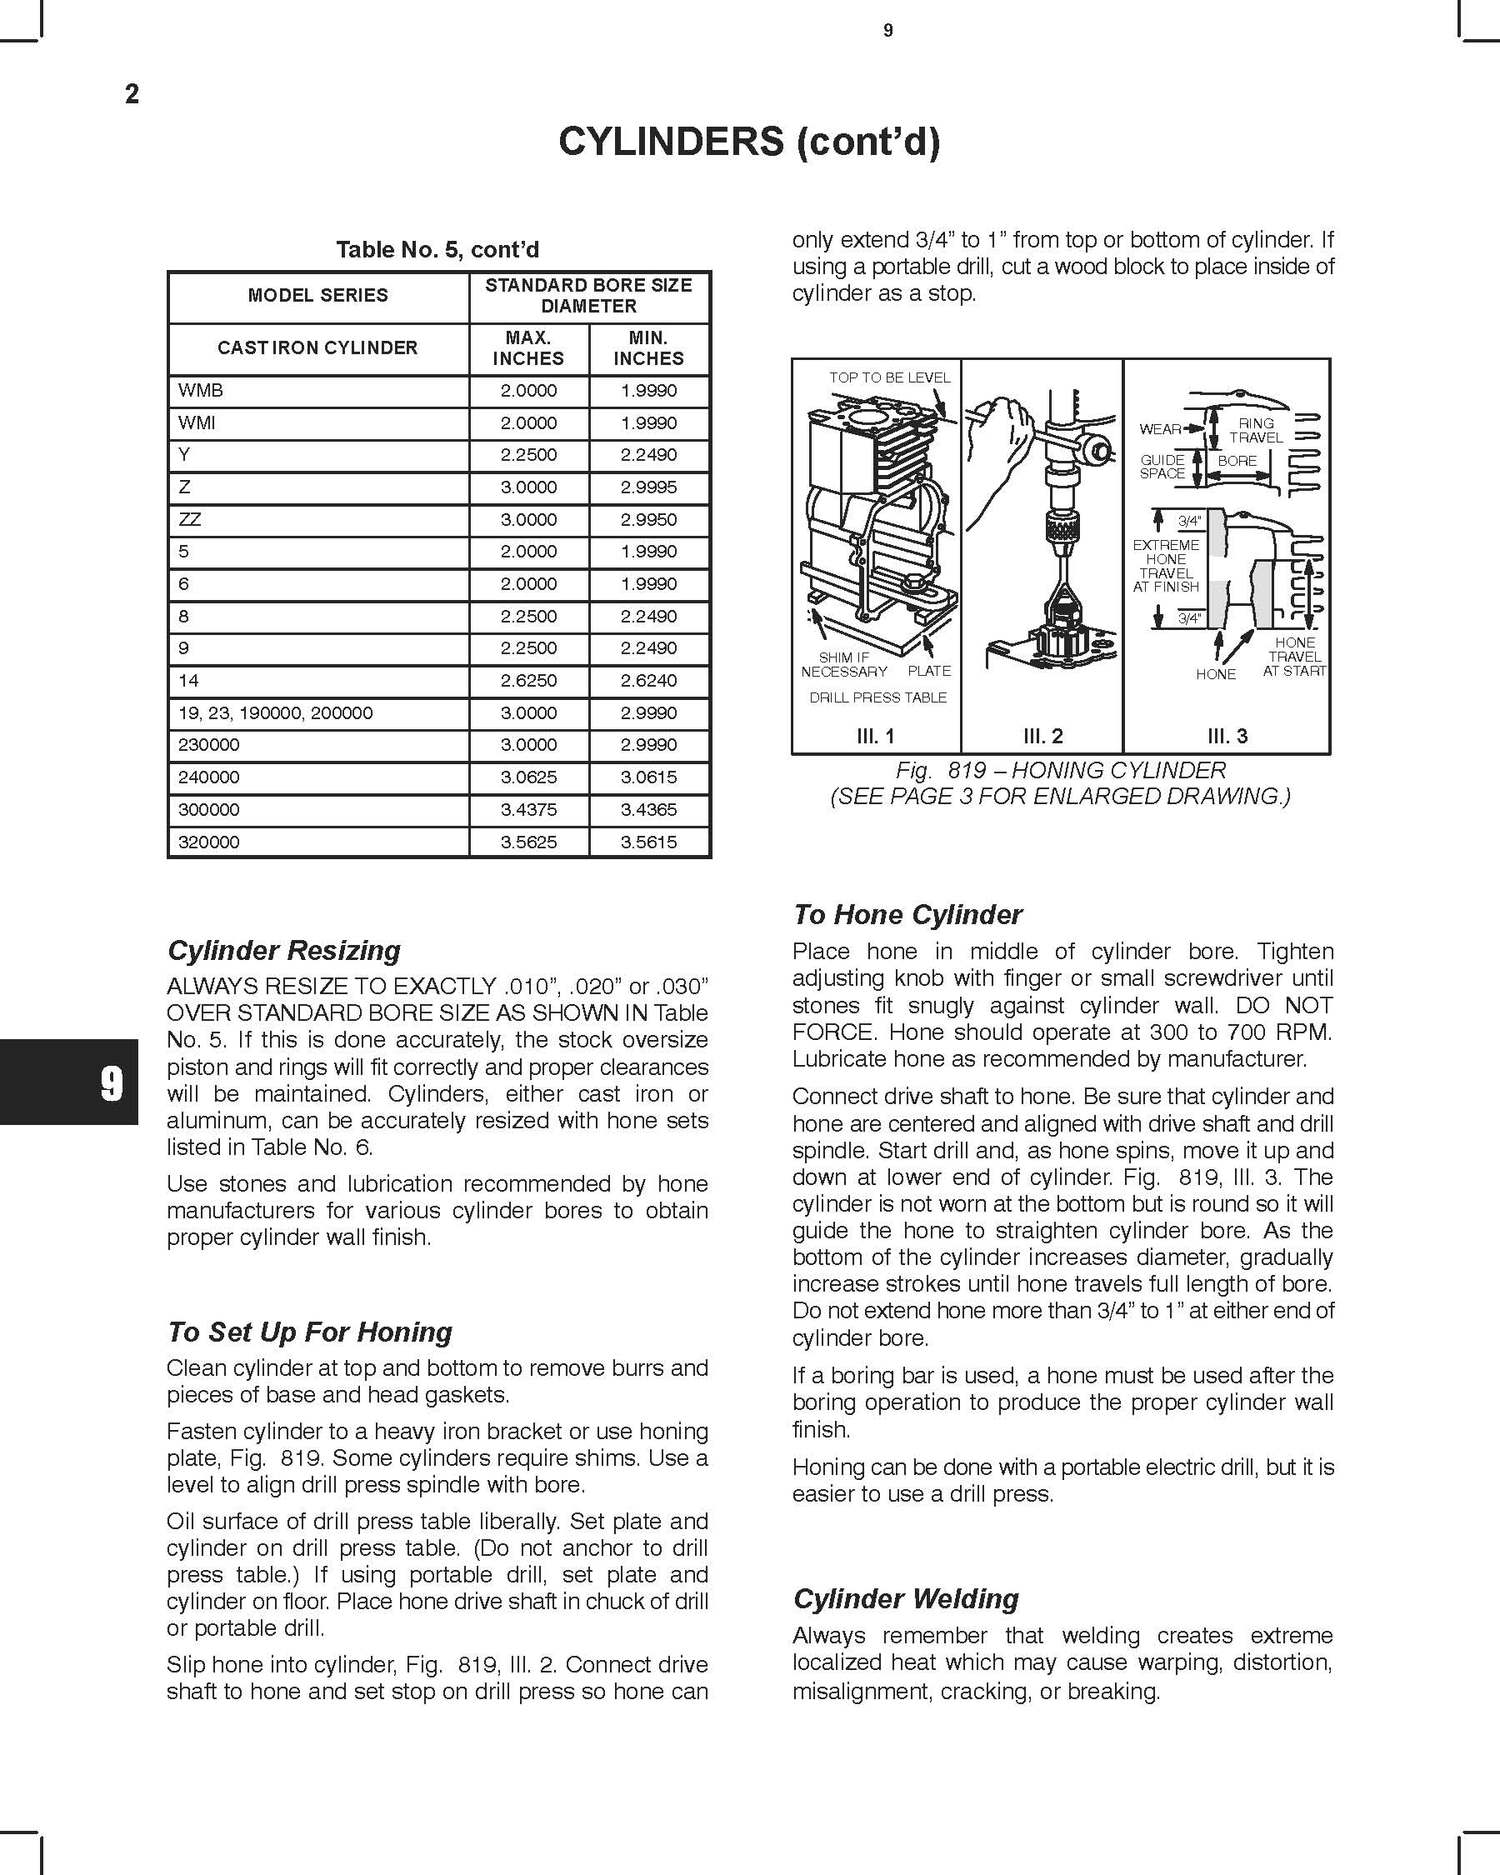 9
2
CYLINDERS (cont’d)
Table No. 5, cont’d
MODEL SERIES STANDARD BORE SIZE DIAMETER
CAST IRON CYLINDER MAX. INCHES MIN. INCHES
WMB 2.0000 1.9990
WMI 2.0000 1.9990
Y 2.2500 2.2490
Z 3.0000 2.9995
ZZ 3.0000 2.9950
5 2.0000 1.9990
6 2.0000 1.9990
8 2.2500 2.2490
9 2.2500 2.2490
14 2.6250 2.6240
19, 23, 190000, 200000 3.0000 2.9990
230000 3.0000 2.9990
240000 3.0625 3.0615
300000 3.4375 3.4365
320000 3.5625 3.5615
Cylinder Resizing
ALWAYS RESIZE TO EXACTLY .010”, .020” or .030”
OVER STANDARD BORE SIZE AS SHOWN IN Table
No. 5. If this is done accurately, the stock oversize
piston and rings will fit correctly and proper clearances
will be maintained. Cylinders, either cast iron or
aluminum, can be accurately resized with hone sets
listed in Table No. 6.
Use stones and lubrication recommended by hone
manufacturers for various cylinder bores to obtain
proper cylinder wall finish.
9
To Set Up For Honing
Clean cylinder at top and bottom to remove burrs and
pieces of base and head gaskets.
Fasten cylinder to a heavy iron bracket or use honing
plate, Fig. 819. Some cylinders require shims. Use a
level to align drill press spindle with bore.
Oil surface of drill press table liberally. Set plate and
cylinder on drill press table. (Do not anchor to drill
press table.) If using portable drill, set plate and
cylinder on floor. Place hone drive shaft in chuck of drill
or portable drill.
Slip hone into cylinder, Fig. 819, Ill. 2. Connect drive
shaft to hone and set stop on drill press so hone can
only extend 3/4” to 1” from top or bottom of cylinder. If
using a portable drill, cut a wood block to place inside of
cylinder as a stop.
TOP TO BE LEVEL
SHIM IF
NECESSARY
PLATE
DRILL PRESS TABLE
Ill. 1
Ill. 2
WEAR
RING
TRAVEL
GUIDE
SPACE
BORE
3/4"
EXTREME
HONE
TRAVEL
AT FINISH
3/4"
HONE
HONE
TRAVEL
AT START
Ill. 3
Fig. 819 – HONING CYLINDER
(SEE PAGE 3 FOR ENLARGED DRAWING.)
To Hone Cylinder
Place hone in middle of cylinder bore. Tighten
adjusting knob with finger or small screwdriver until
stones fit snugly against cylinder wall. DO NOT
FORCE. Hone should operate at 300 to 700 RPM.
Lubricate hone as recommended by manufacturer.
Connect drive shaft to hone. Be sure that cylinder and
hone are centered and aligned with drive shaft and drill
spindle. Start drill and, as hone spins, move it up and
down at lower end of cylinder. Fig. 819, Ill. 3. The
cylinder is not worn at the bottom but is round so it will
guide the hone to straighten cylinder bore. As the
bottom of the cylinder increases diameter, gradually
increase strokes until hone travels full length of bore.
Do not extend hone more than 3/4” to 1” at either end of
cylinder bore.
If a boring bar is used, a hone must be used after the
boring operation to produce the proper cylinder wall
finish.
Honing can be done with a portable electric drill, but it is
easier to use a drill press.
Cylinder Welding
Always remember that welding creates extreme
localized heat which may cause warping, distortion,
misalignment, cracking, or breaking.